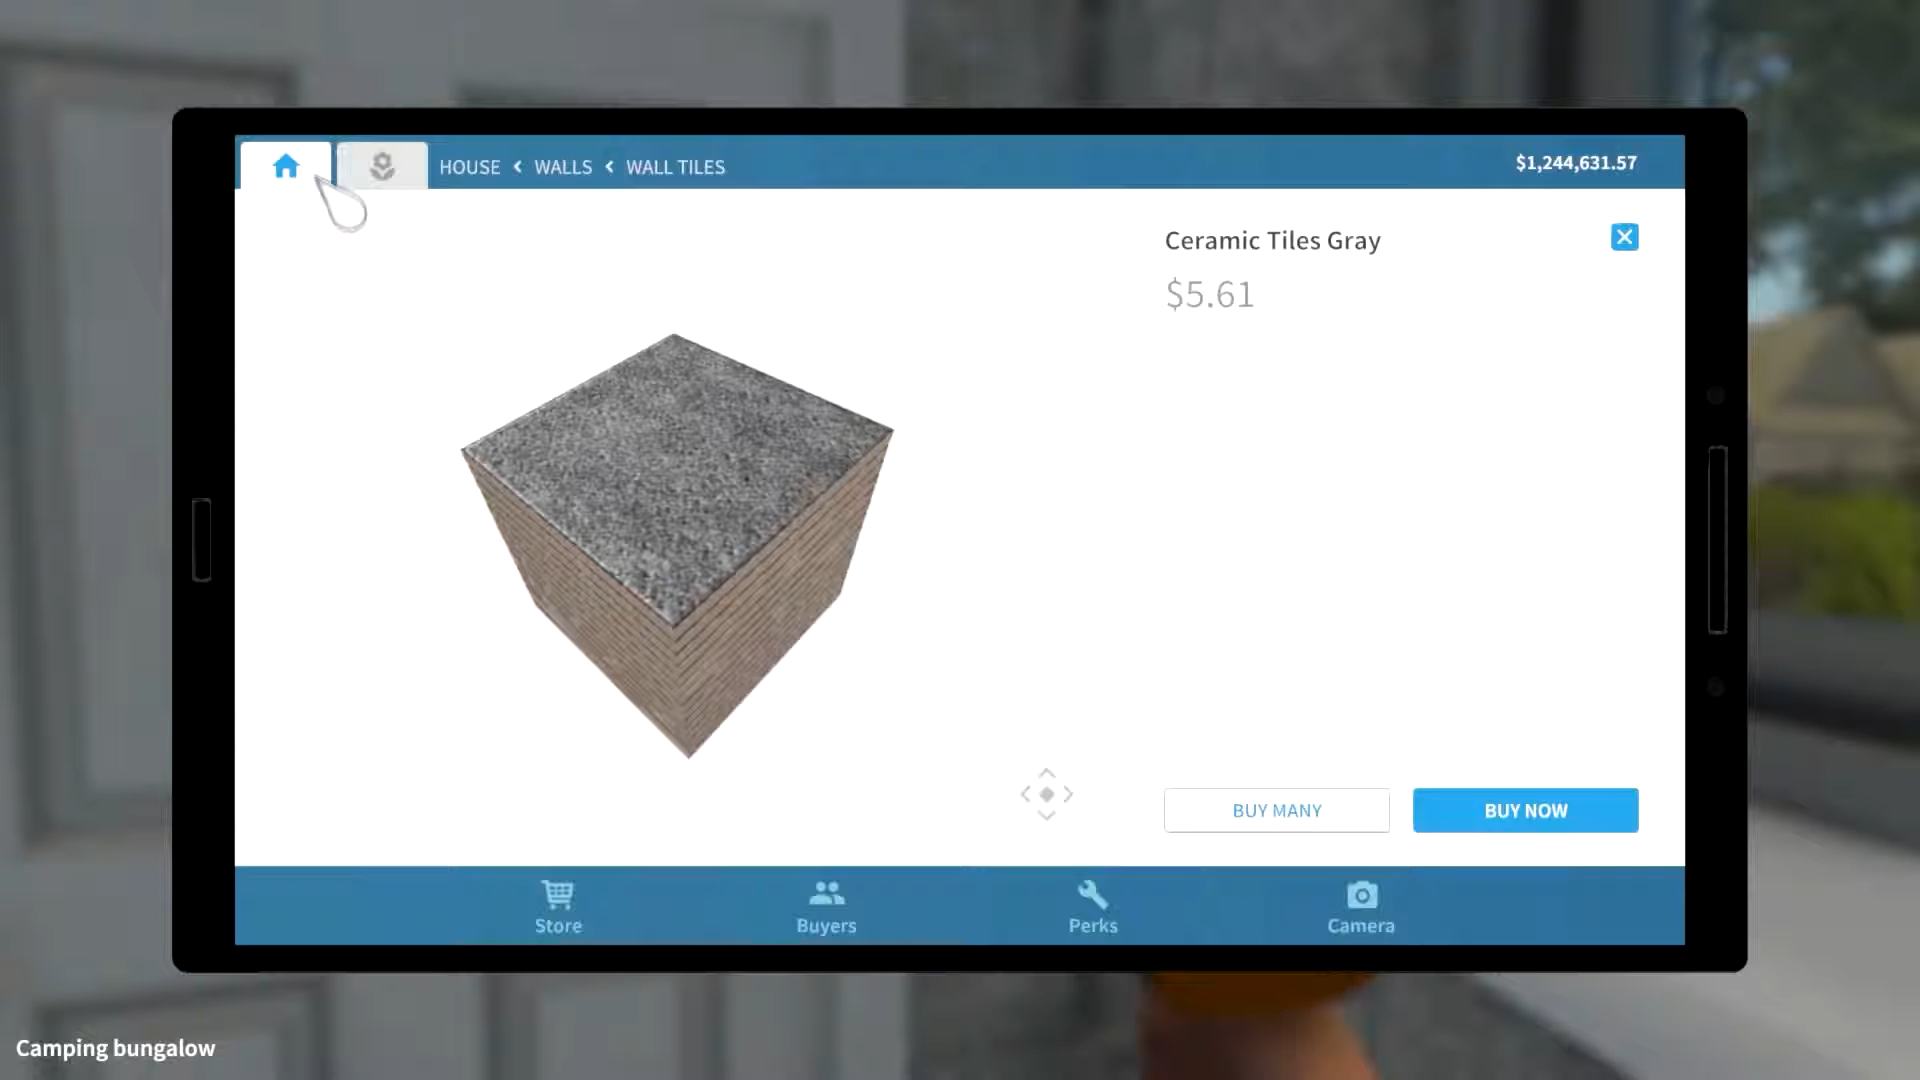 HOUSE < WALLS < WALL TILES
$1,244,631.57
Ceramic Tiles Gray
$5.61
BUY MANY
BUY NOW
Store
Buyers
Perks
Camera
Camping bungalow